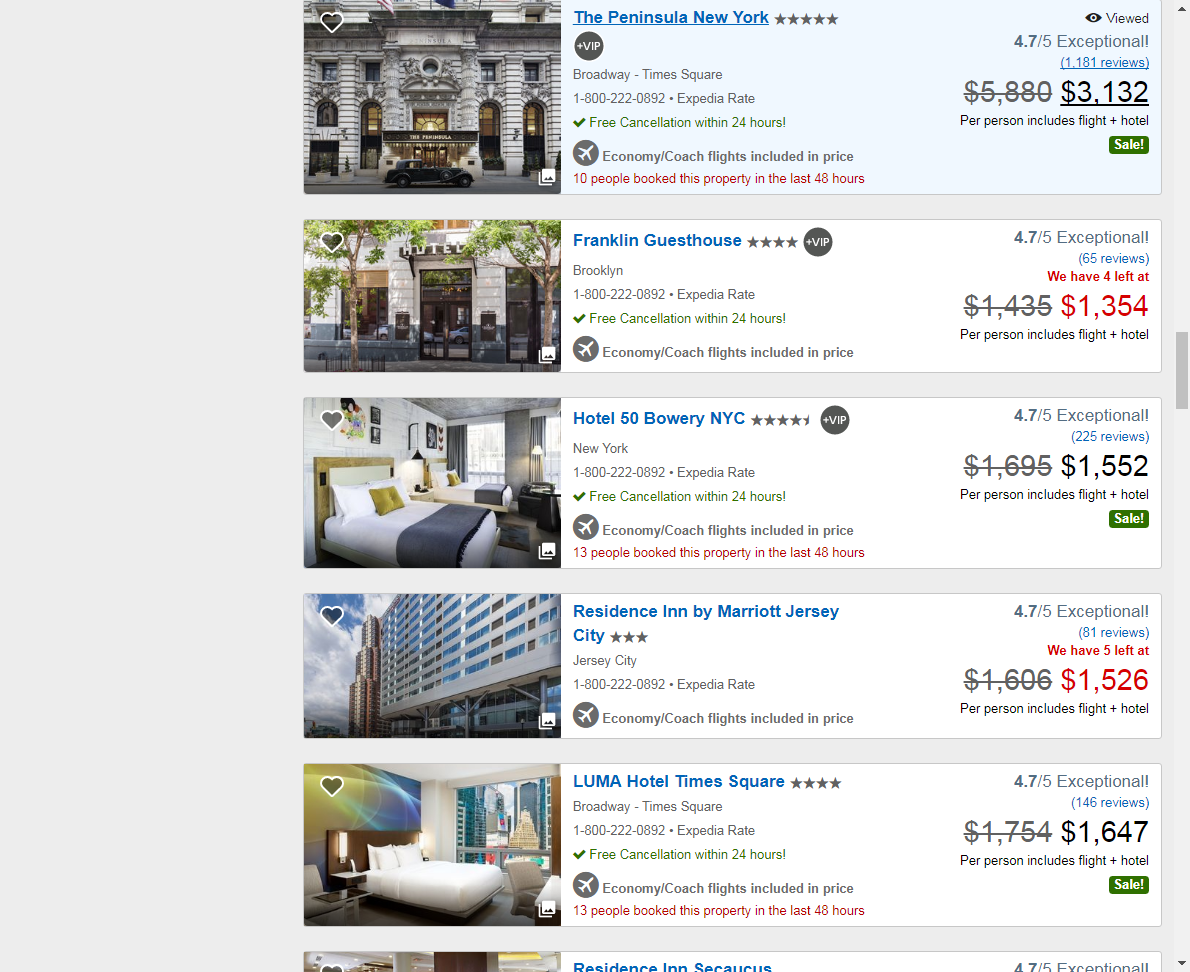 The Peninsula New York
Viewed
+VIP
4.7/5 Exceptional!
(1,181 reviews)
Broadway - Times Square
$5,880 $3,132
1-800-222-0892 • Expedia Rate
Per person includes flight + hotel
Free Cancellation within 24 hours!
Sale!
Economy/Coach flights included in price
10 people booked this property in the last 48 hours
THE PENINSULA
Franklin Guesthouse +VIP
4.7/5 Exceptional!
(65 reviews)
Brooklyn
We have 4 left at
1-800-222-0892 • Expedia Rate
$1,435 $1,354
Free Cancellation within 24 hours!
Per person includes flight + hotel
Economy/Coach flights included in price
HOTEL
Hotel 50 Bowery NYC +VIP
4.7/5 Exceptional!
(225 reviews)
New York
$1,695 $1,552
1-800-222-0892 • Expedia Rate
Per person includes flight + hotel
Free Cancellation within 24 hours!
Sale!
Economy/Coach flights included in price
13 people booked this property in the last 48 hours
Residence Inn by Marriott Jersey
City
4.7/5 Exceptional!
(81 reviews)
We have 5 left at
Jersey City
$1,606 $1,526
1-800-222-0892 • Expedia Rate
Per person includes flight + hotel
Economy/Coach flights included in price
LUMA Hotel Times Square
4.7/5 Exceptional!
(146 reviews)
Broadway - Times Square
$1,754 $1,647
1-800-222-0892 • Expedia Rate
Per person includes flight + hotel
Free Cancellation within 24 hours!
Sale!
Economy/Coach flights included in price
13 people booked this property in the last 48 hours
Residence Inn Secaucus
4.7/5 Exceptional!